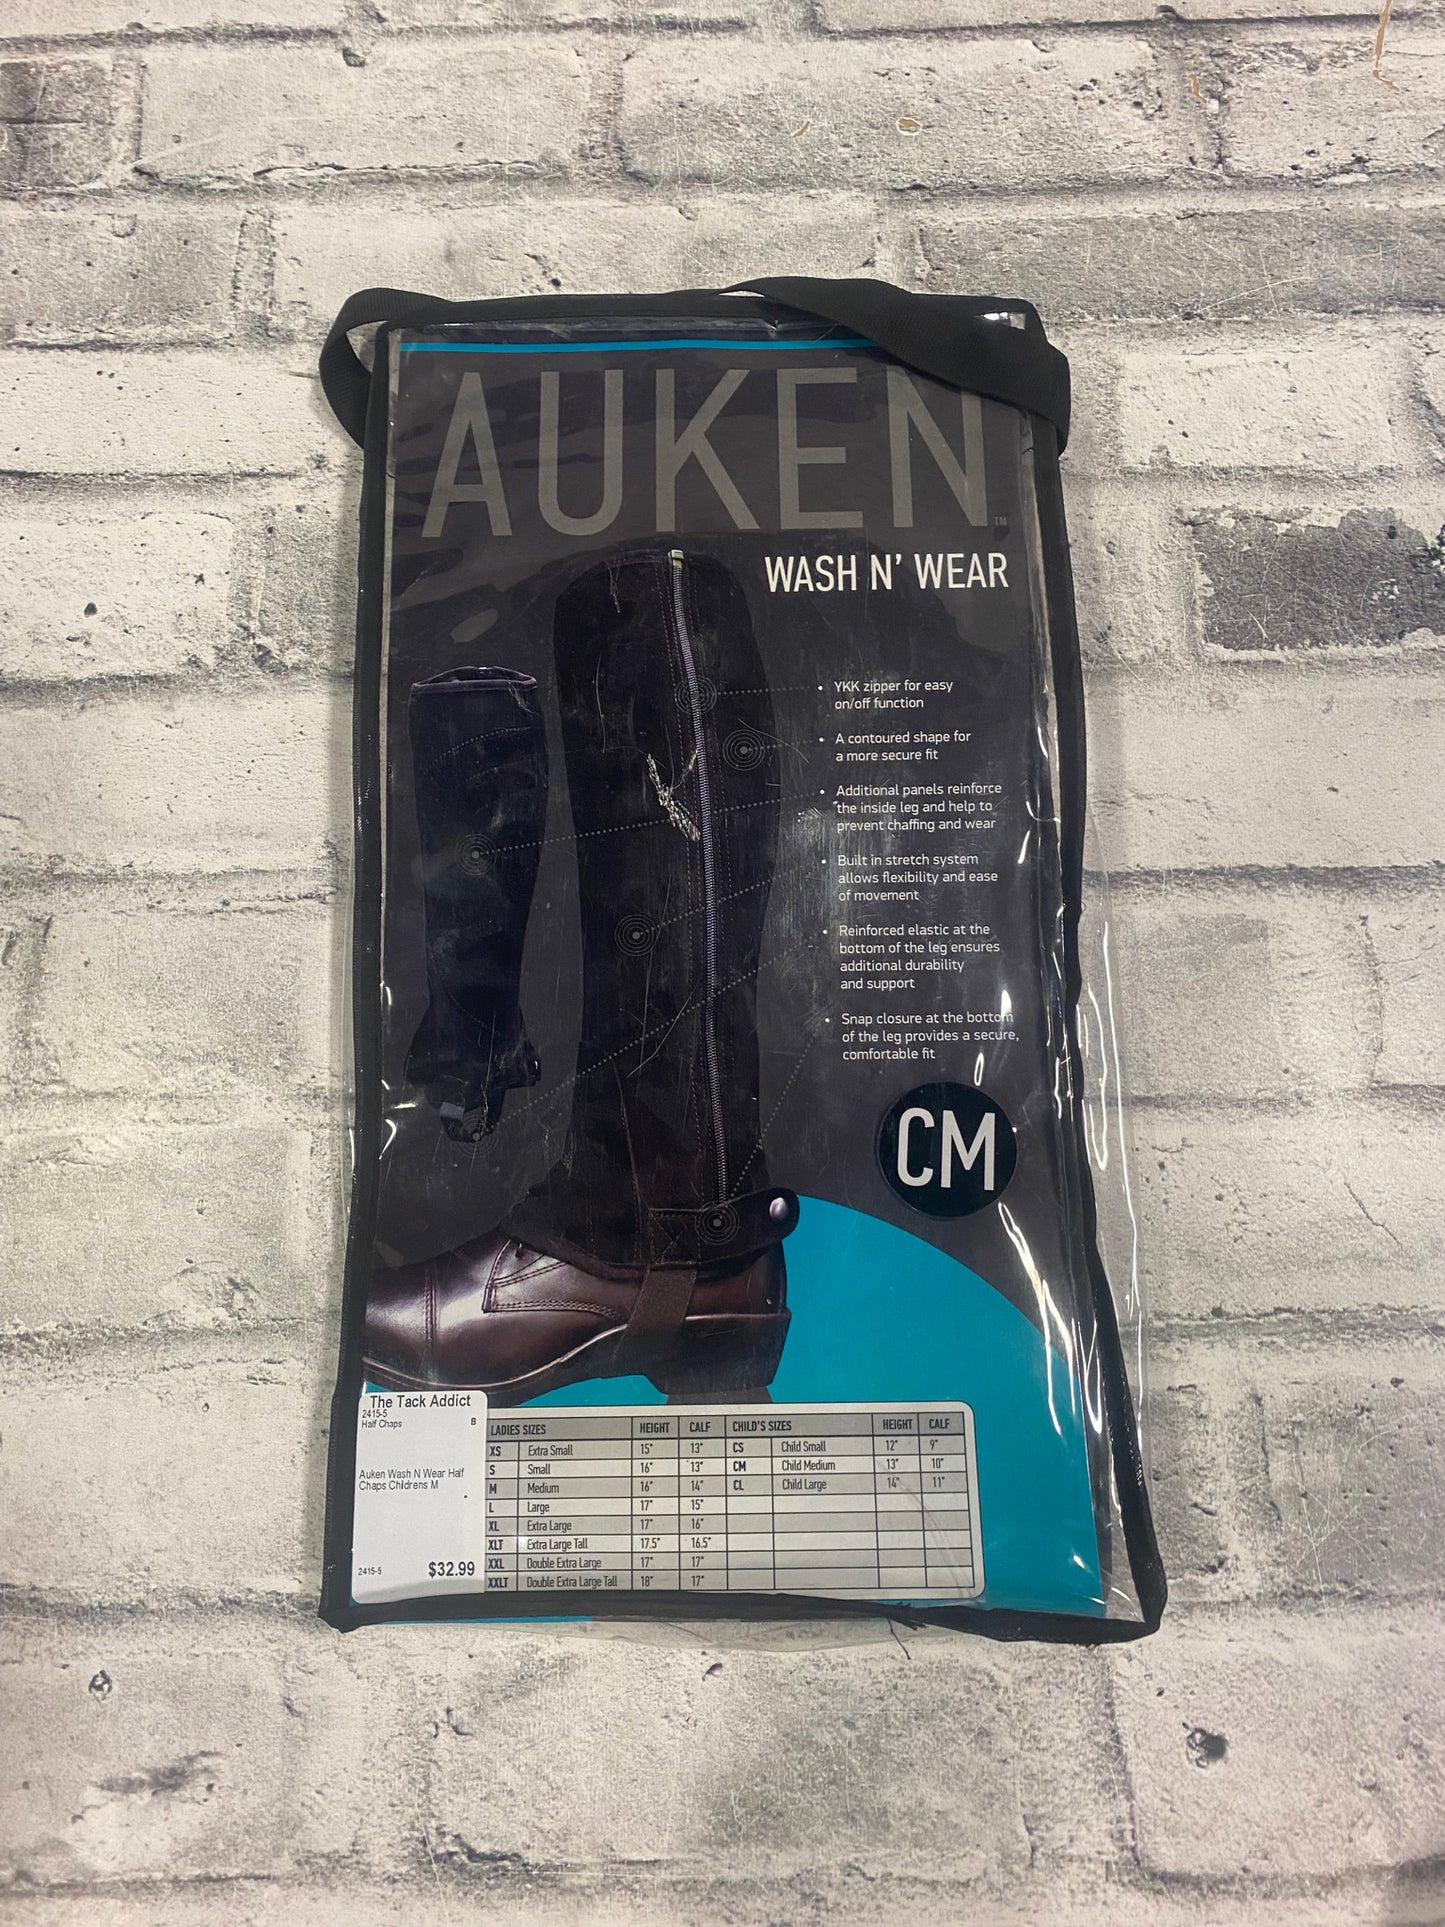 AUKEN
TM
WASH N' WEAR
• YKK zipper for easy
on/off function
• A contoured shape for
a more secure fit
• Additional panels reinforce
the inside leg and help to
prevent chaffing and wear
• Built in stretch system
allows flexibility and ease
of movement
• Reinforced elastic at the
bottom of the leg ensures
additional durability
and support
• Snap closure at the bottom
of the leg provides a secure,
comfortable fit
CM
The Tack Addict
2415-5
Half Chaps B
Auken Wash N Wear Half
Chaps Childrens M
2415-5 $32.99
LADIES SIZES HEIGHT CALF CHILD'S SIZES HEIGHT CALF
XS Extra Small 15" 13" CS Child Small 12" 9"
S Small 16" 13" CM Child Medium 13" 10"
M Medium 16" 14" CL Child Large 14" 11"
L Large 17" 15"
XL Extra Large 17" 16"
XLT Extra Large Tall 17.5" 16.5"
XXL Double Extra Large 17" 17"
XXLT Double Extra Large Tall 18" 17"